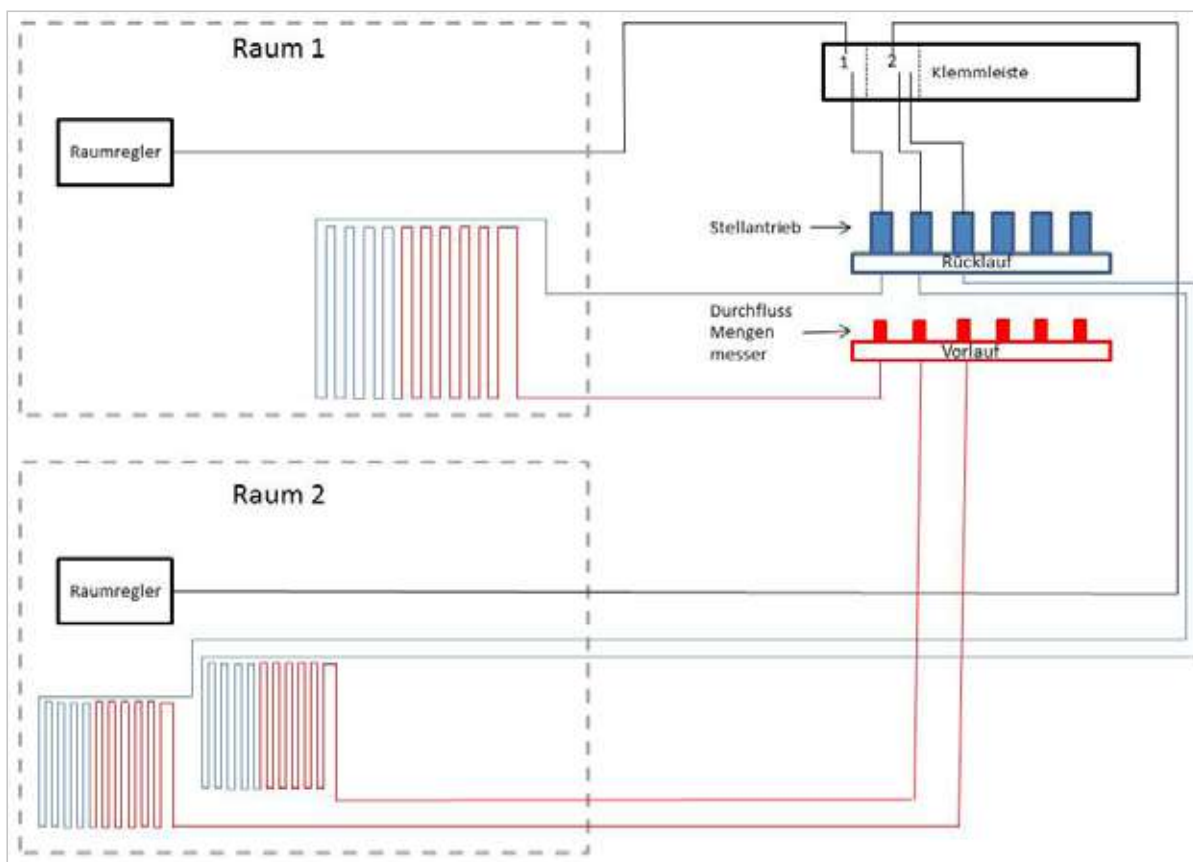 Raum 1
1
2
Klemmleiste
Raumregler
Stellantrieb
Rücklauf
Durchfluss
Mengen
messer
Vorlauf
Raum 2
Raumregler